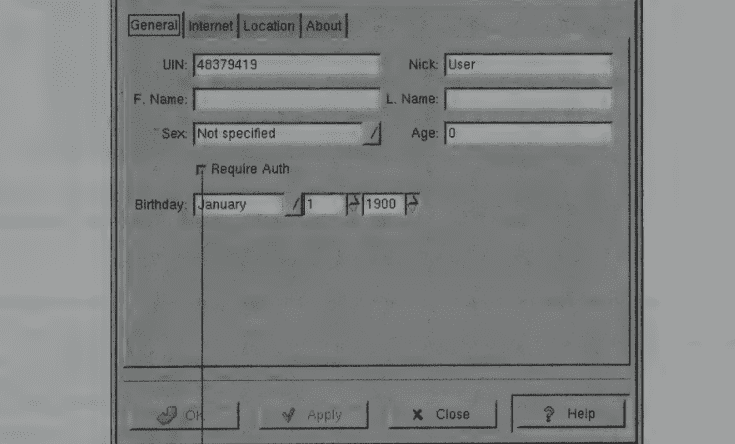 General Internet Location About
UIN: 48379419 Nick: User
F. Name: L. Name:
Sex: Not specified Age: 0
Require Auth
Birthday: January 1 1900
OK Apply Close Help